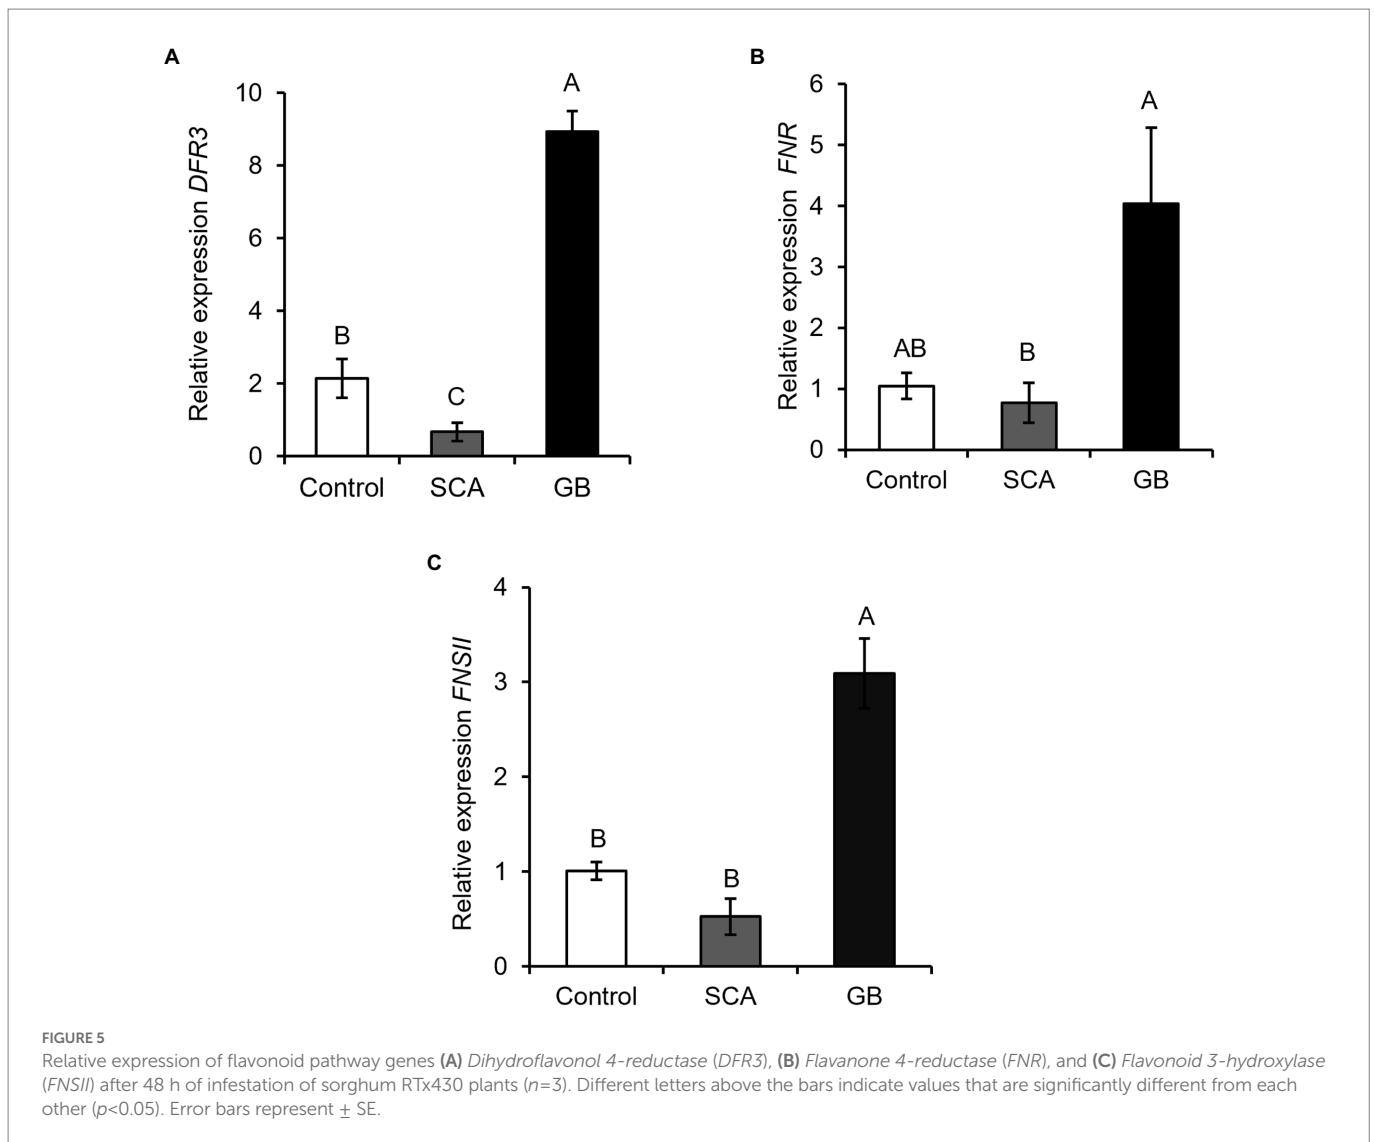 A
Relative expression DFR3
10
8
6
4
2
0
B
C
A
Control SCA GB
B
Relative expression FNR
6
5
4
3
2
1
0
AB
B
A
Control SCA GB
C
Relative expression FNSII
4
3
2
1
0
B
B
A
Control SCA GB
FIGURE 5
Relative expression of flavonoid pathway genes (A) Dihydroflavonol 4-reductase (DFR3), (B) Flavanone 4-reductase (FNR), and (C) Flavonoid 3-hydroxylase
(FNSII) after 48 h of infestation of sorghum RTx430 plants (n=3). Different letters above the bars indicate values that are significantly different from each
other (p<0.05). Error bars represent ± SE.